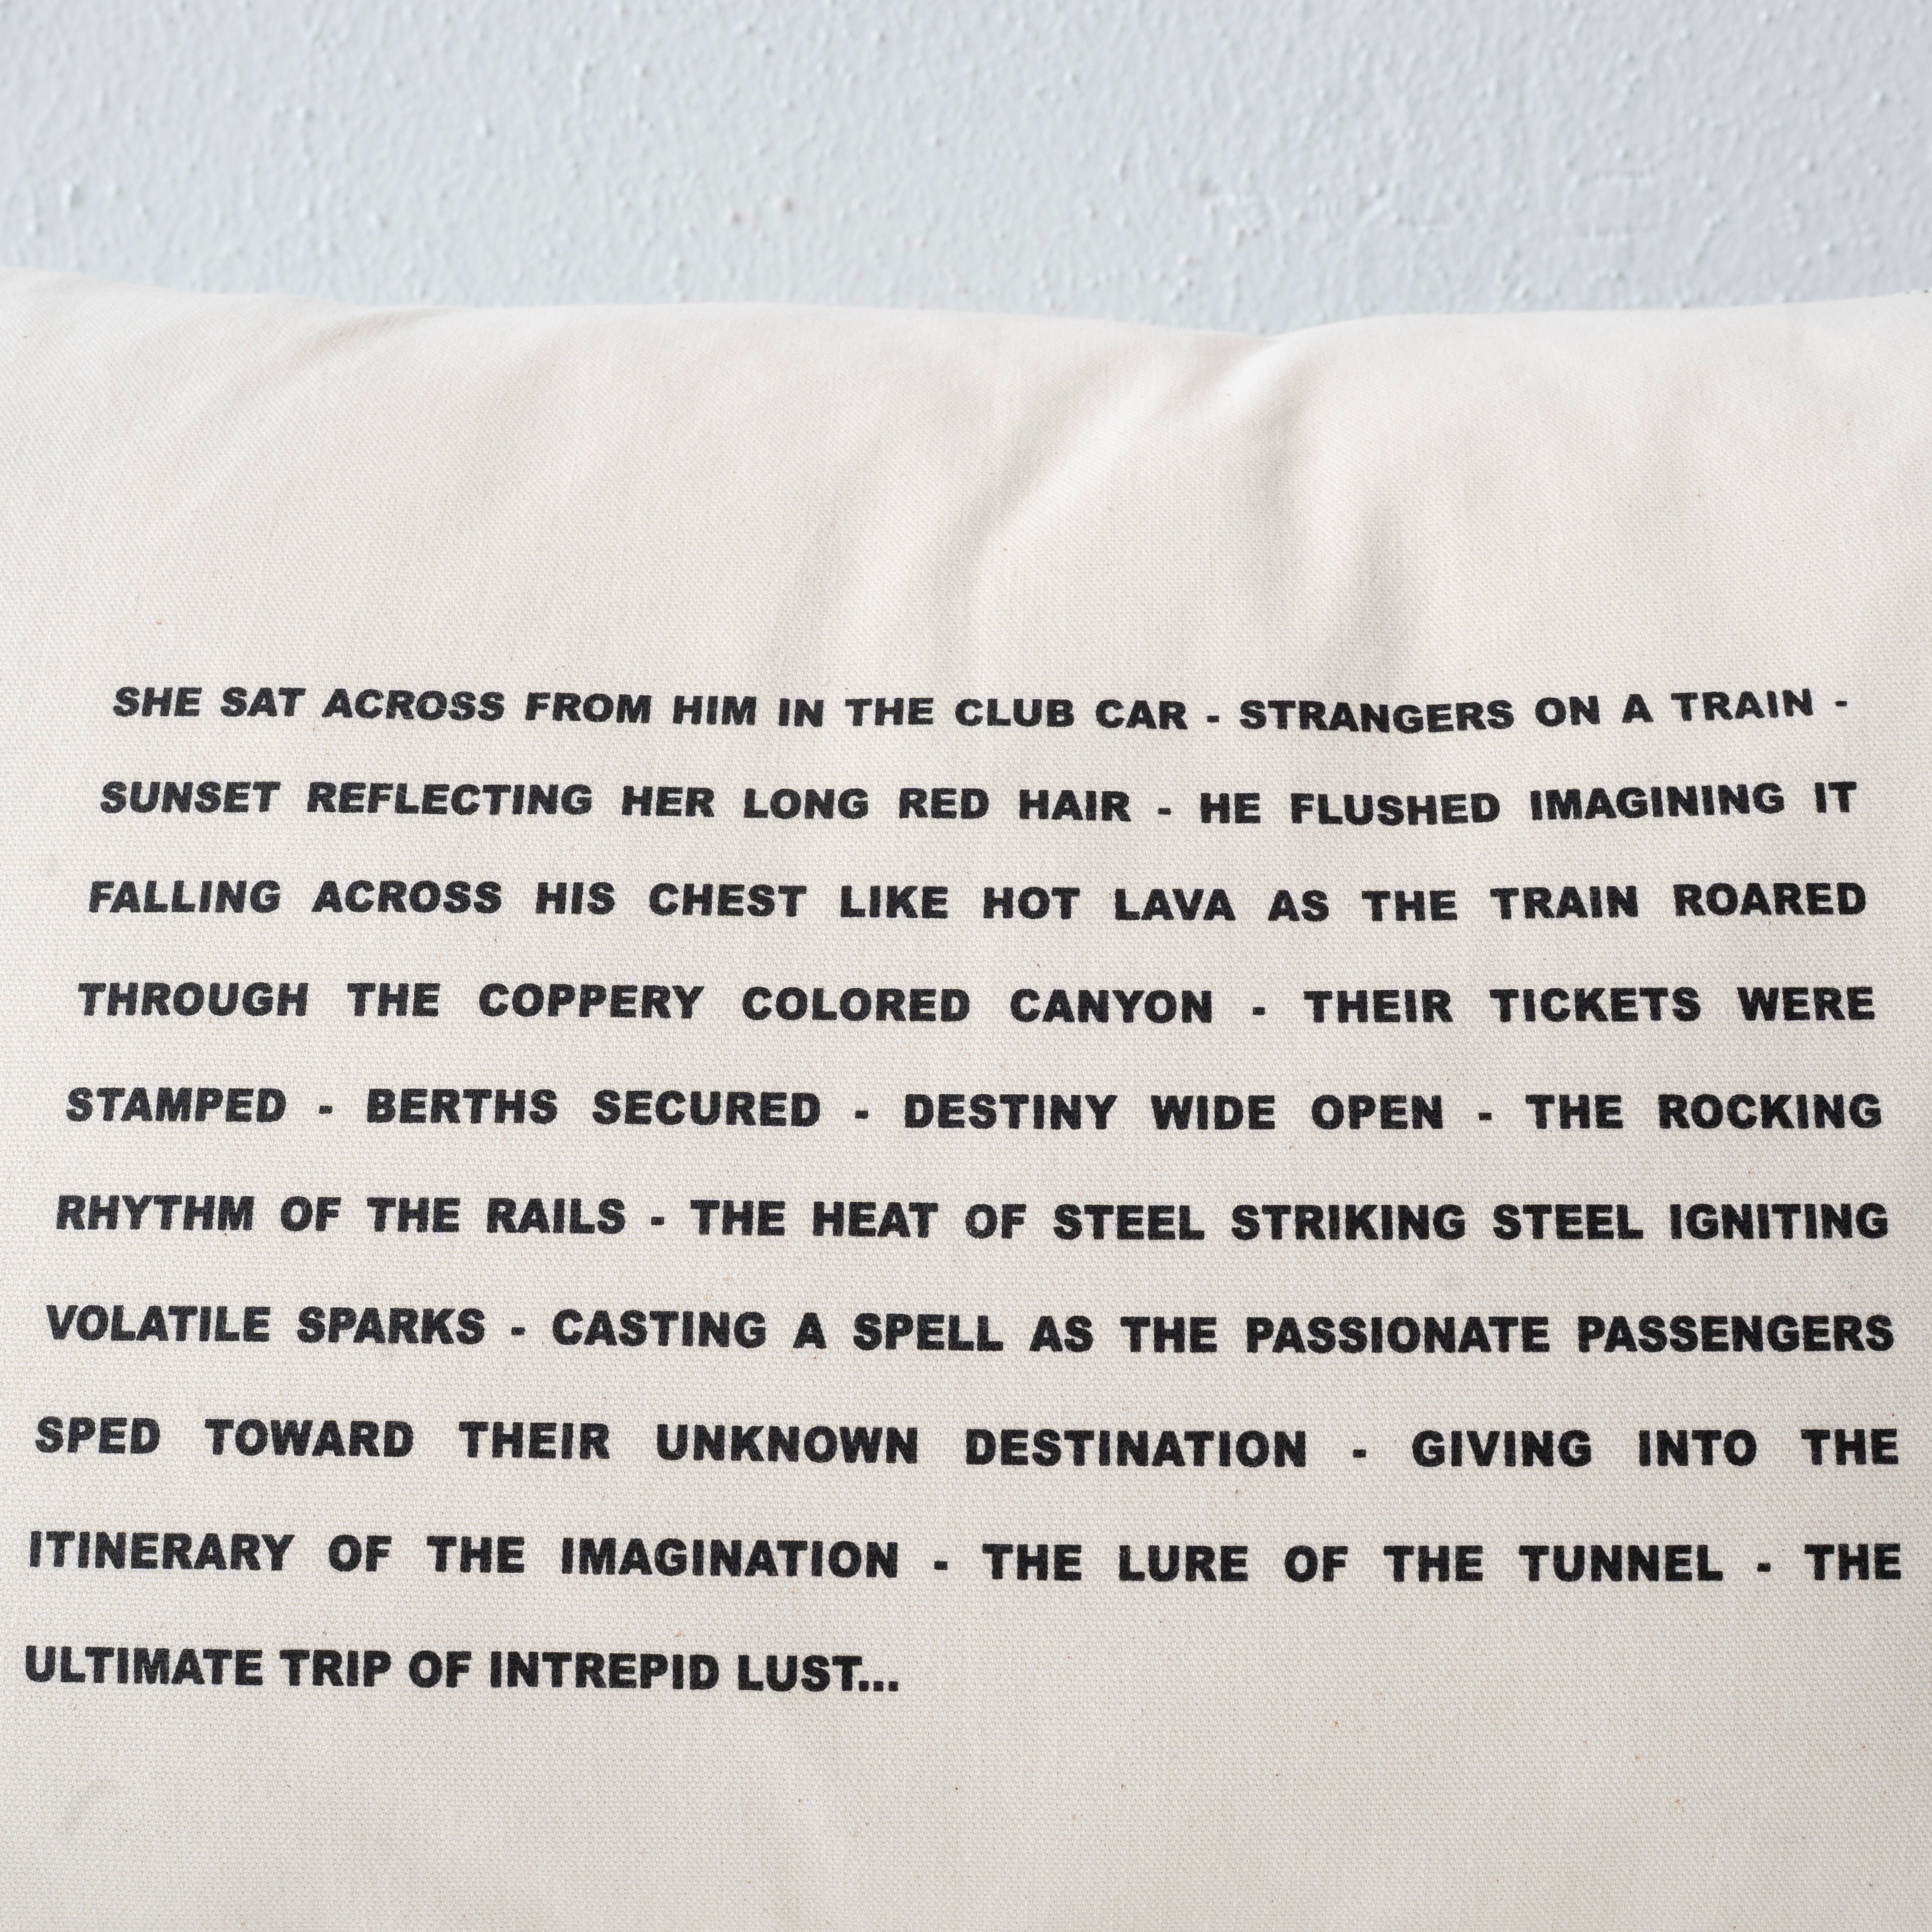 SHE SAT ACROSS FROM HIM IN THE CLUB CAR - STRANGERS ON A TRAIN -
SUNSET REFLECTING HER LONG RED HAIR - HE FLUSHED IMAGINING IT
FALLING ACROSS HIS CHEST LIKE HOT LAVA AS THE TRAIN ROARED
THROUGH THE COPPERY COLORED CANYON - THEIR TICKETS WERE
STAMPED - BERTHS SECURED - DESTINY WIDE OPEN - THE ROCKING
RHYTHM OF THE RAILS - THE HEAT OF STEEL STRIKING STEEL IGNITING
VOLATILE SPARKS - CASTING A SPELL AS THE PASSIONATE PASSENGERS
SPED TOWARD THEIR UNKNOWN DESTINATION - GIVING INTO THE
ITINERARY OF THE IMAGINATION - THE LURE OF THE TUNNEL - THE
ULTIMATE TRIP OF INTREPID LUST...